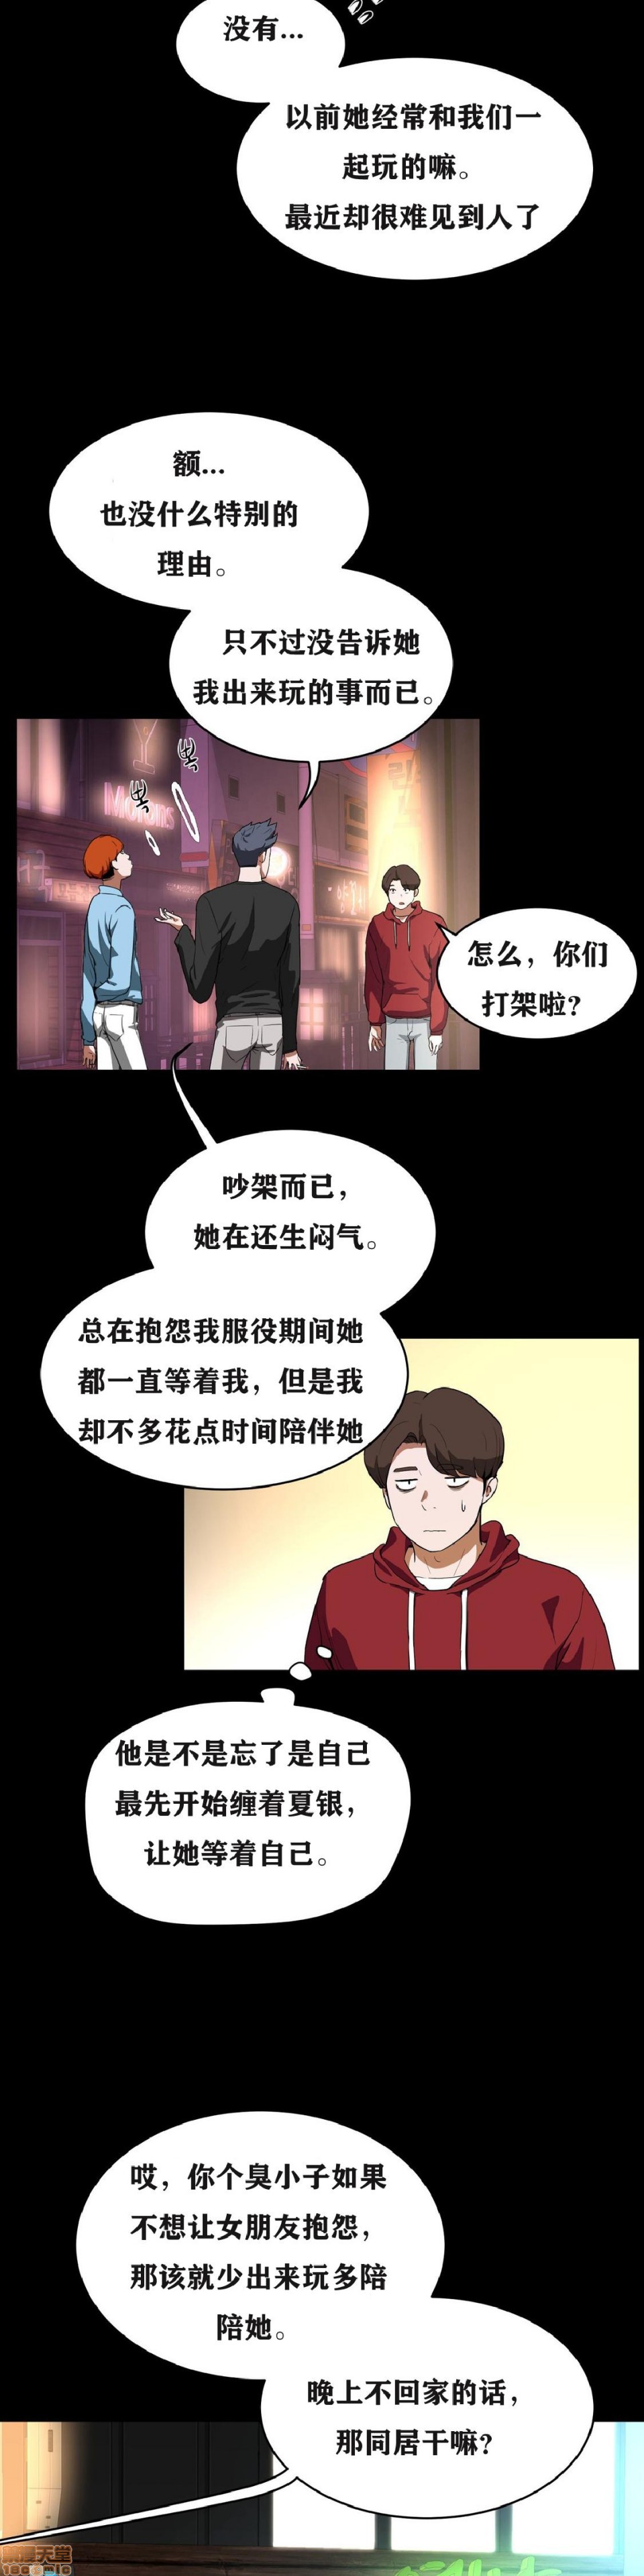 没有…
以前她经常和我们一
起玩的嘛。
最近却很难见到人了
额…
也没什么特别的
理由。
只不过没告诉她
我出来玩的事而已。
怎么，你们
打架啦？
吵架而已，
她在还生闷气。
总在抱怨我服役期间她
都一直等着我，但是我
却不多花点时间陪伴她
他是不是忘了是自己
最先开始缠着夏银，
让她等着自己。
哎，你个臭小子如果
不想让女朋友抱怨，
那该就少出来玩多陪
陪她。
晚上不回家的话，
那同居干嘛？